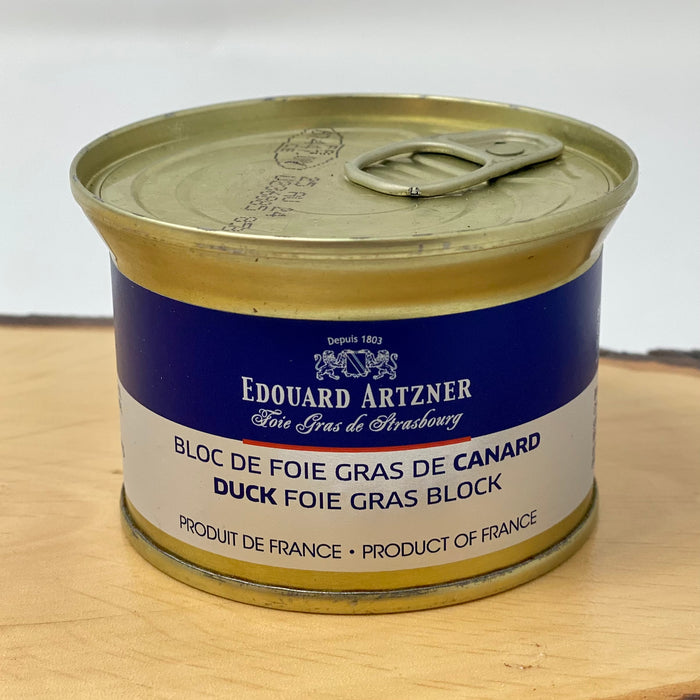 Depuis 1803
EDOUARD ARTZNER
Foie Gras de Strasbourg
BLOC DE FOIE GRAS DE CANARD
DUCK FOIE GRAS BLOCK
PRODUIT DE FRANCE • PRODUCT OF FRANCE